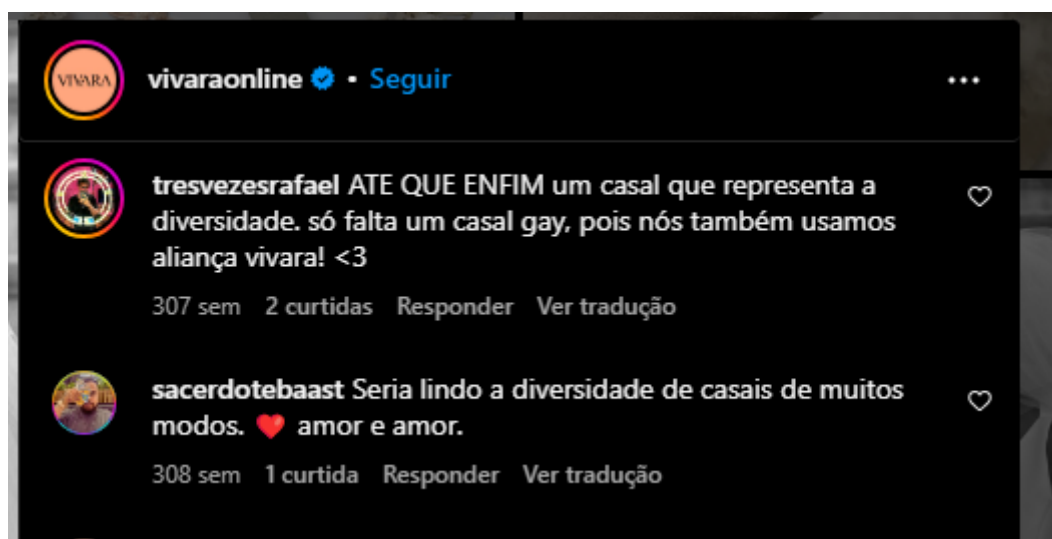 VIVARA
vivaraonline • Seguir
tresvezesrafael ATE QUE ENFIM um casal que representa a
diversidade. só falta um casal gay, pois nós também usamos
aliança vivara! <3
307 sem 2 curtidas Responder Ver tradução
sacerdotebaast Seria lindo a diversidade de casais de muitos
modos. ❤️ amor e amor.
308 sem 1 curtida Responder Ver tradução